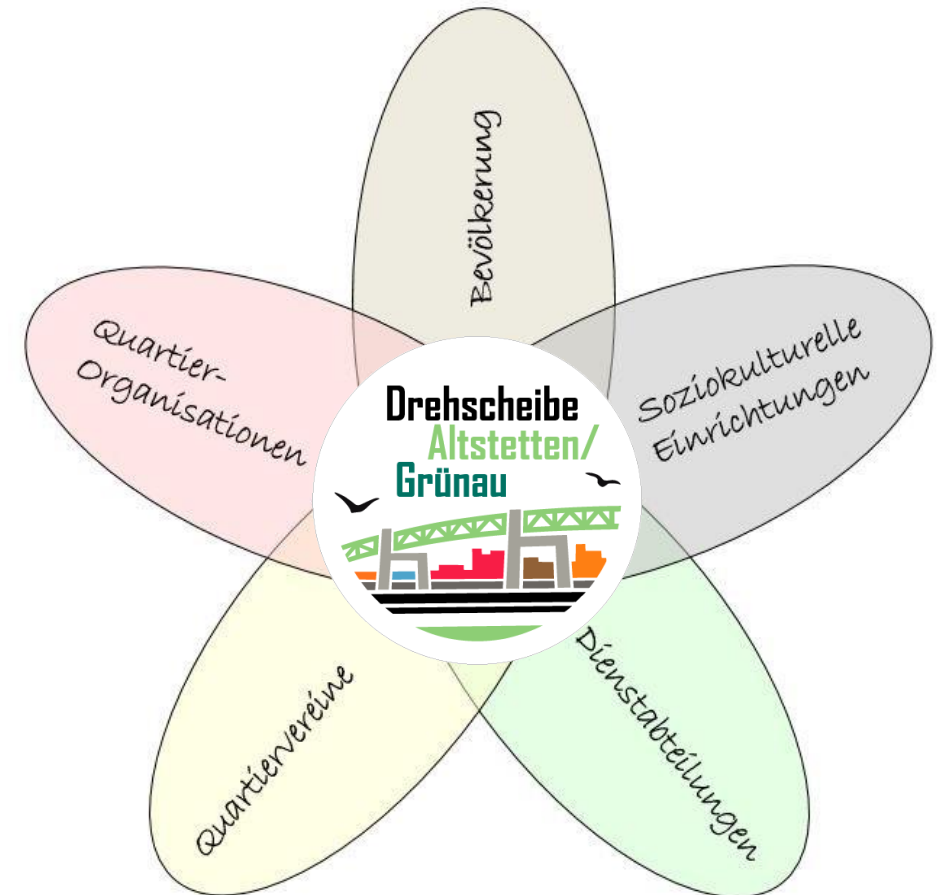 Bevölkerung
Quartier-
Organisationen
Soziokulturelle
Einrichtungen
Drehscheibe
Altstetten/
Grünau
Quartiervereine
Dienstabteilungen